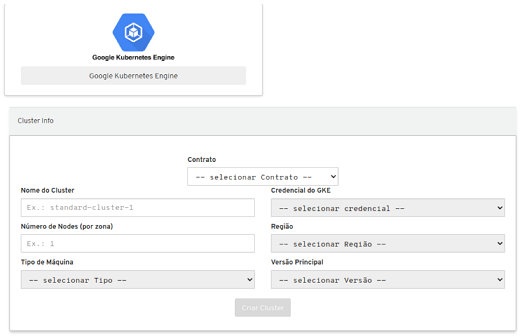 Google Kubernetes Engine
Google Kubernetes Engine
Cluster Info
Contrato
-- selecionar Contrato --
Nome do Cluster
Credencial do GKE
Ex.: standard-cluster-1
-- selecionar credencial --
Número de Nodes (por zona)
Região
Ex.: 1
-- selecionar Região --
Tipo de Máquina
Versão Principal
-- selecionar Tipo --
-- selecionar Versão --
Criar Cluster